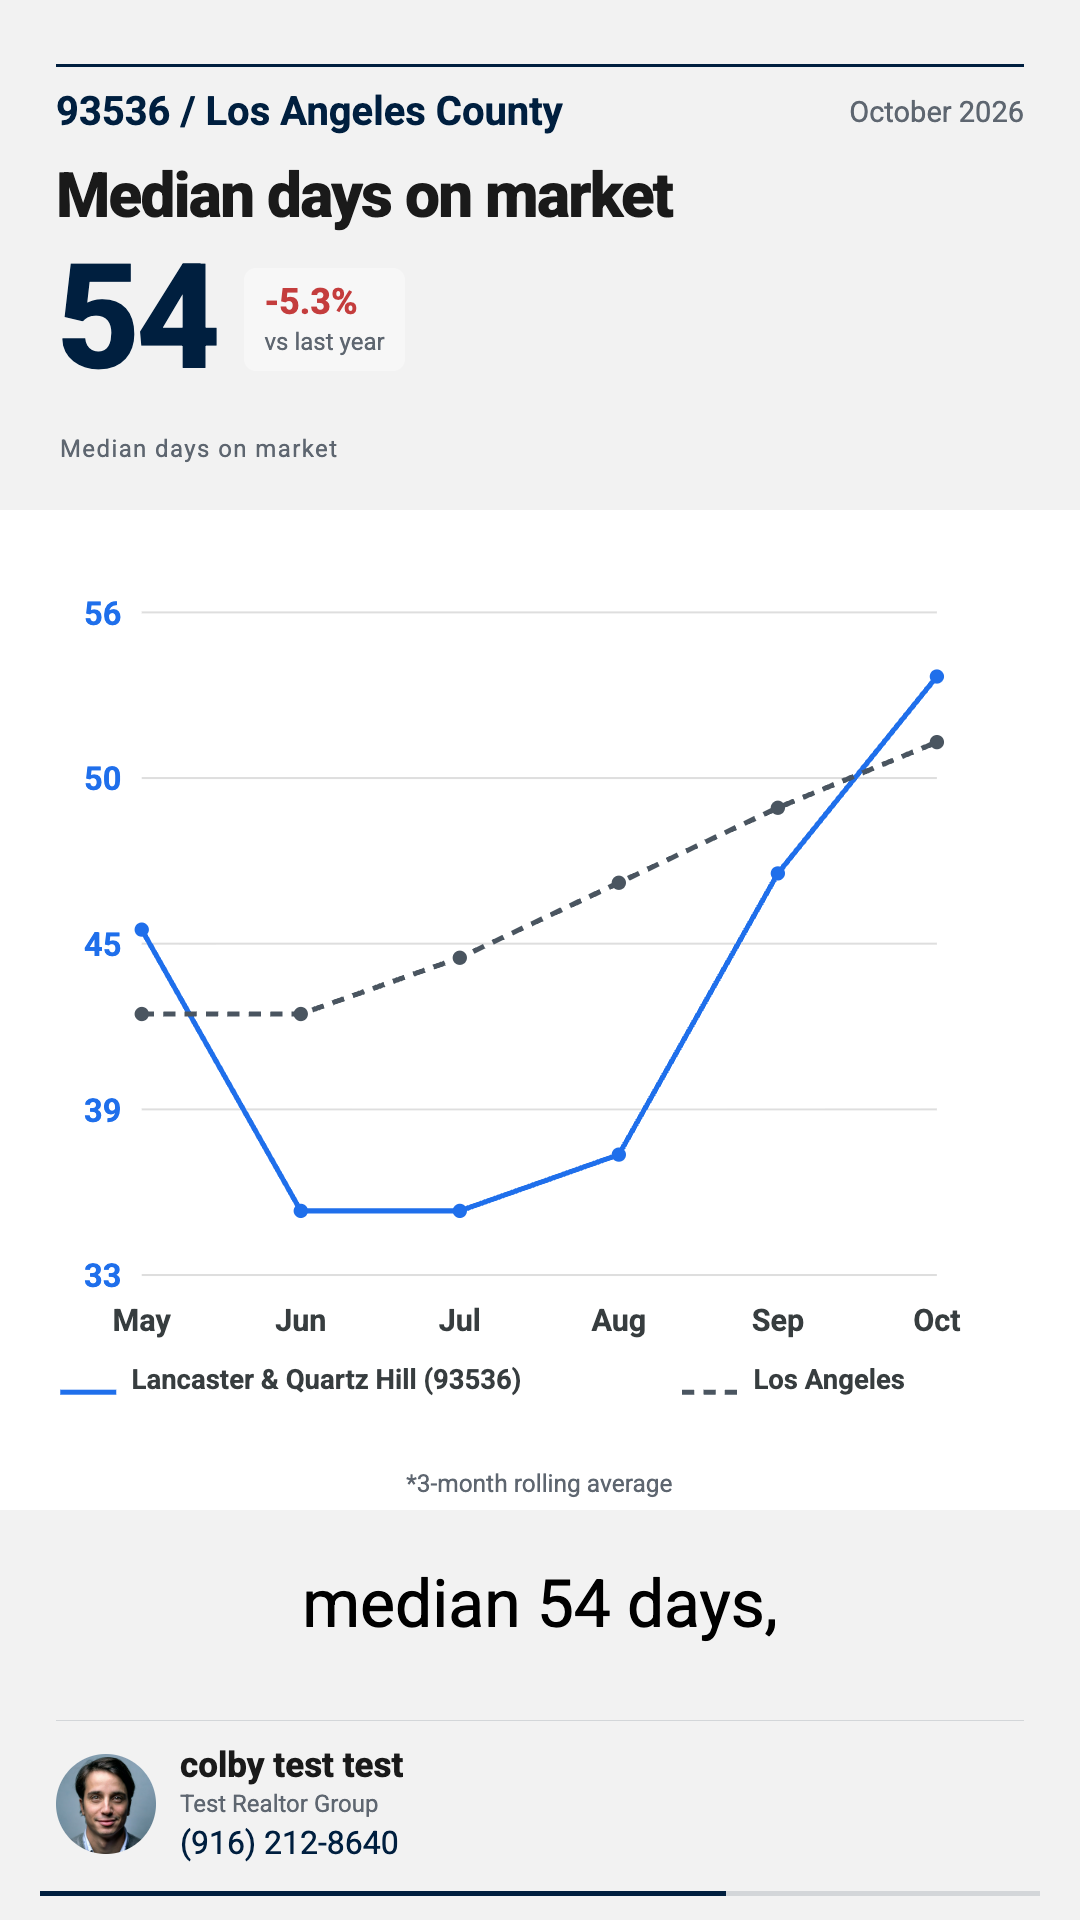 93536 / Los Angeles County
October 2026
Median days on market
54
-5.3%
vs last year
Median days on market
56
50
45
39
33
May Jun Jul Aug Sep Oct
Lancaster & Quartz Hill (93536)
Los Angeles
*3-month rolling average
median 54 days,
colby test test
Test Realtor Group
(916) 212-8640